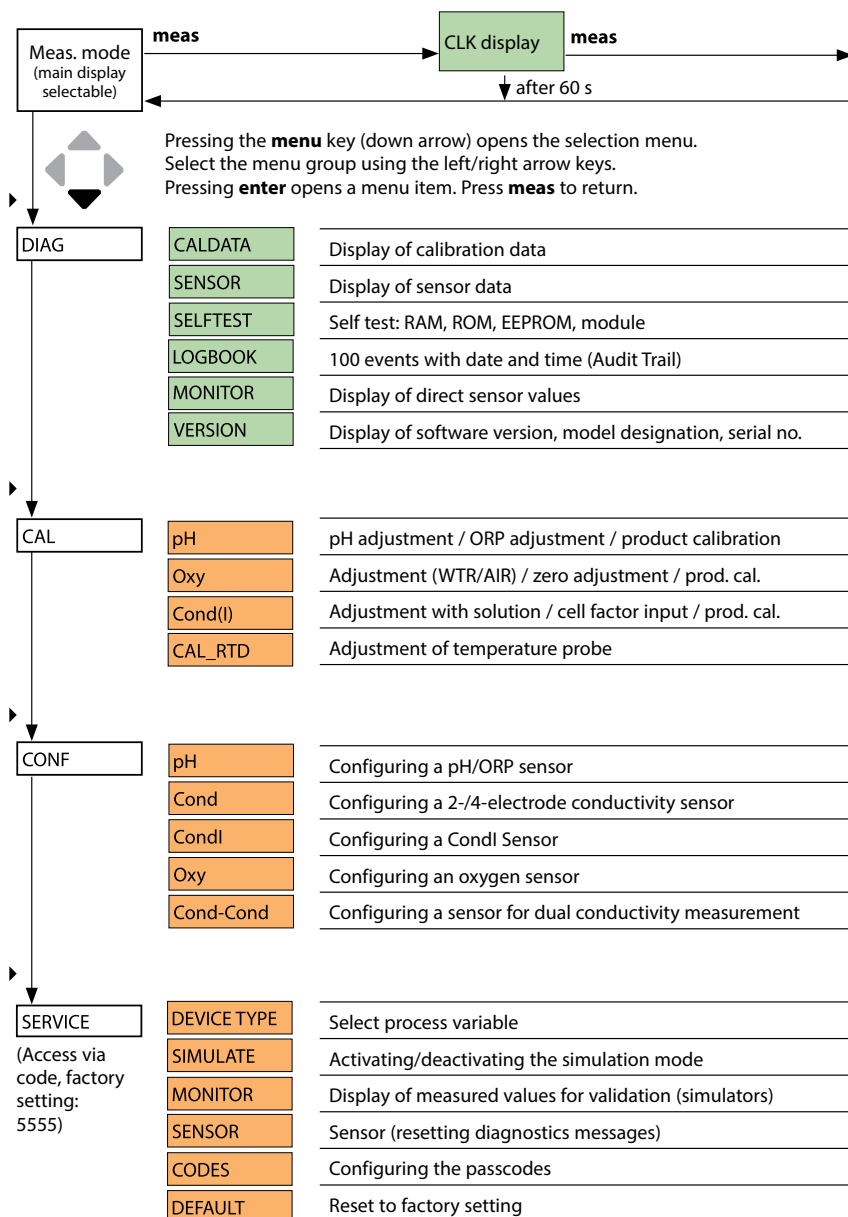 Meas. mode
(main display
selectable)
meas
CLK display
meas
after 60 s
Pressing the menu key (down arrow) opens the selection menu.
Select the menu group using the left/right arrow keys.
Pressing enter opens a menu item. Press meas to return.
DIAG
CALDATA Display of calibration data
SENSOR Display of sensor data
SELFTEST Self test: RAM, ROM, EEPROM, module
LOGBOOK 100 events with date and time (Audit Trail)
MONITOR Display of direct sensor values
VERSION Display of software version, model designation, serial no.
CAL
pH pH adjustment / ORP adjustment / product calibration
Oxy Adjustment (WTR/AIR) / zero adjustment / prod. cal.
Cond(I) Adjustment with solution / cell factor input / prod. cal.
CAL_RTD Adjustment of temperature probe
CONF
pH Configuring a pH/ORP sensor
Cond Configuring a 2-/4-electrode conductivity sensor
CondI Configuring a CondI Sensor
Oxy Configuring an oxygen sensor
Cond-Cond Configuring a sensor for dual conductivity measurement
SERVICE
(Access via
code, factory
setting:
5555)
DEVICE TYPE Select process variable
SIMULATE Activating/deactivating the simulation mode
MONITOR Display of measured values for validation (simulators)
SENSOR Sensor (resetting diagnostics messages)
CODES Configuring the passcodes
DEFAULT Reset to factory setting